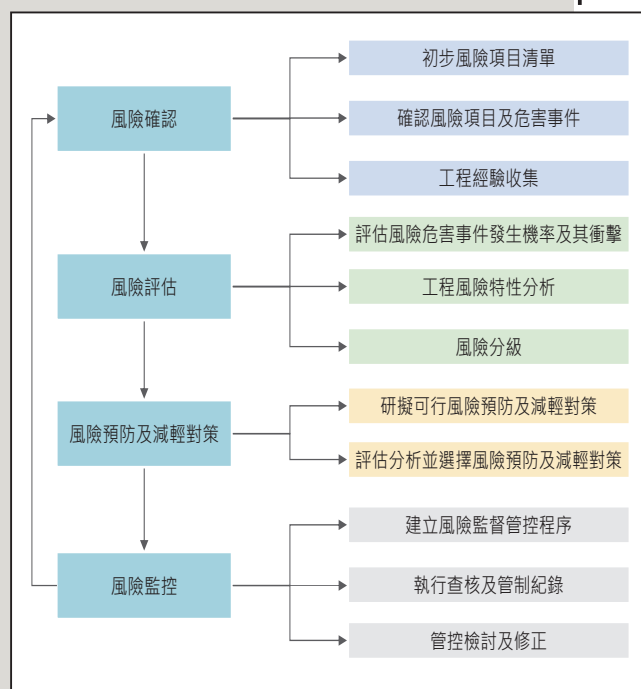 風險確認
初步風險項目清單
確認風險項目及危害事件
工程經驗收集
風險評估
評估風險危害事件發生機率及其衝擊
工程風險特性分析
風險分級
風險預防及減輕對策
研擬可行風險預防及減輕對策
評估分析並選擇風險預防及減輕對策
風險監控
建立風險監督管控程序
執行查核及管制紀錄
管控檢討及修正